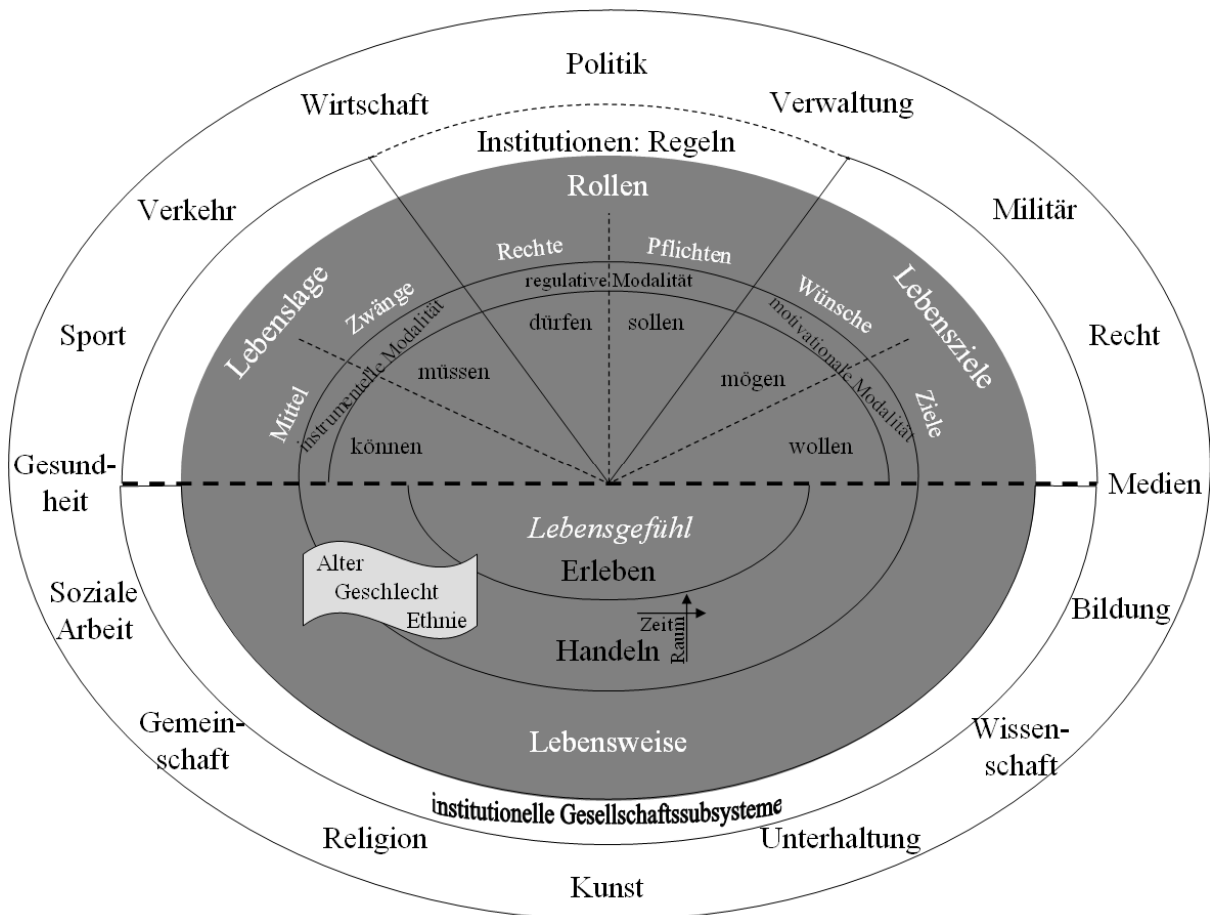 Politik
Wirtschaft
Verwaltung
Institutionen: Regeln
Rollen
Verkehr
Militär
Rechte
Pflichten
regulative Modalität
Lebenslage
Zwänge
Wünsche
Lebensziele
dürfen
sollen
Sport
Recht
instrumentelle Modalität
motivationale Modalität
müssen
mögen
Mittel
Ziele
können
wollen
Gesund-
heit
Medien
Lebensgefühl
Alter
Geschlecht
Ethnie
Erleben
Soziale
Arbeit
Bildung
Zeit
Raum
Handeln
Gemein-
schaft
Wissen-
schaft
Lebensweise
institutionelle Gesellschaftssubsysteme
Religion
Unterhaltung
Kunst